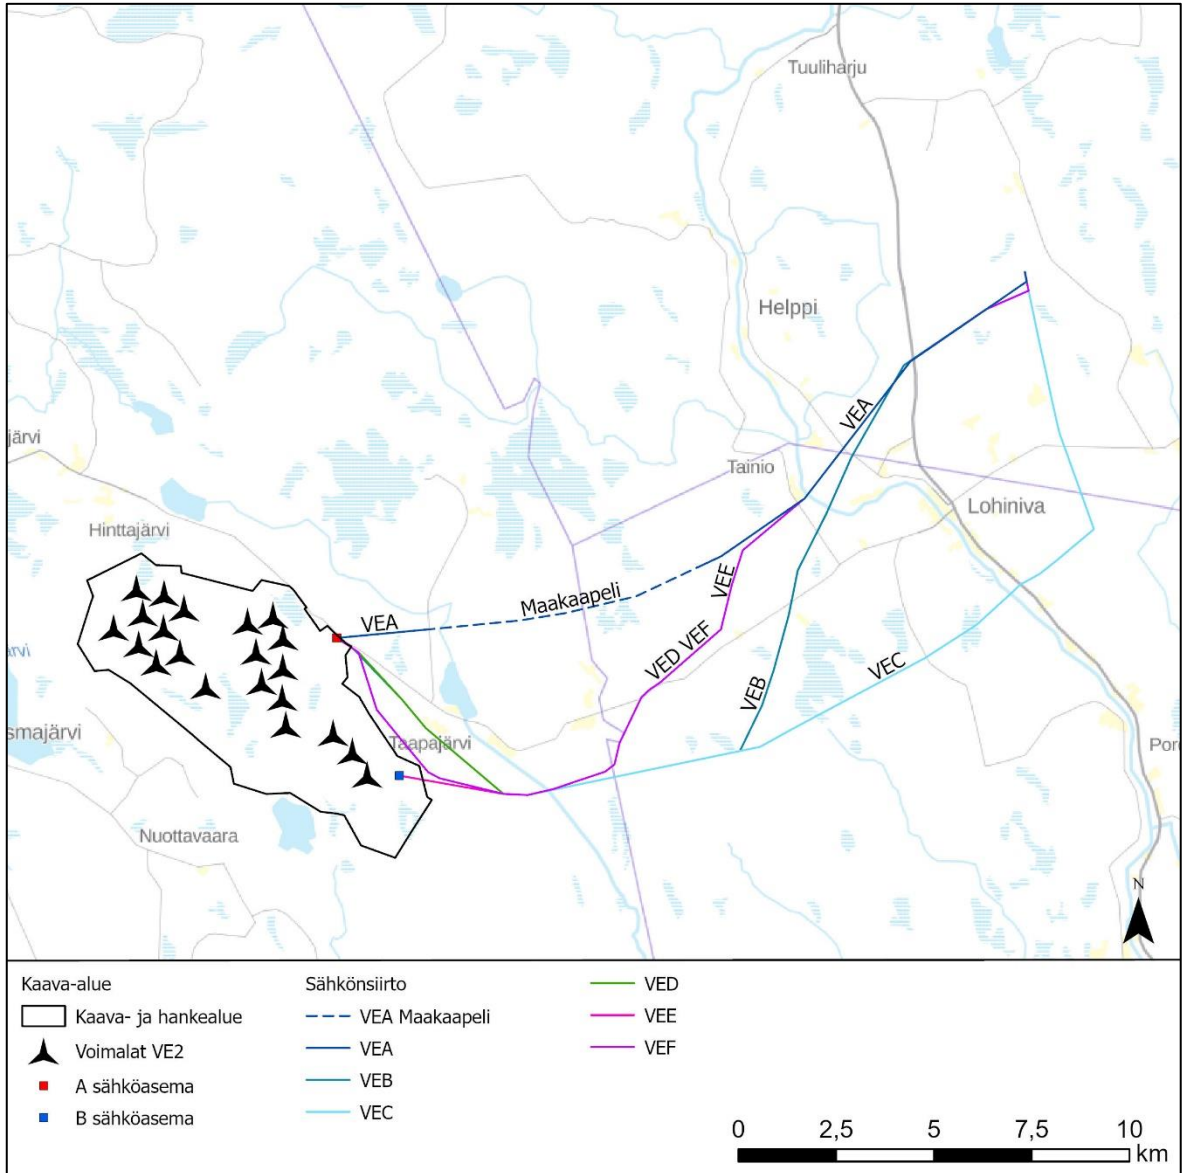 Tuuliharju
Helppi
VEA
järvi
Tainio
Lohiniva
Hinttajärvi
Maakaapeli
VEE
VEA
VED VEF
VEC
VEB
smajärvi
Taapajärvi
Nuottavaara
N
Kaava-alue
Kaava- ja hankealue
Voimalat VE2
A sähköasema
B sähköasema
Sähkönsiirto
VEA Maakaapeli
VEA
VEB
VEC
VED
VEE
VEF
0 2,5 5 7,5 10
km